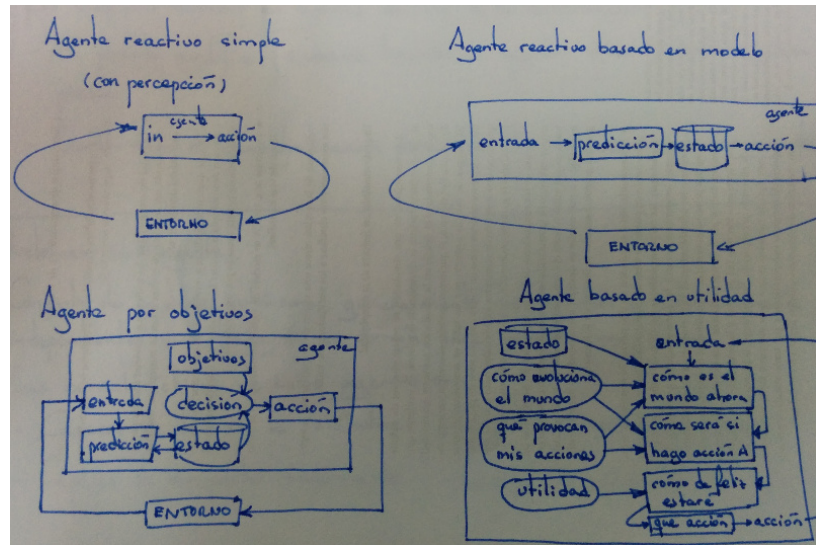 Agente reactivo simple
(con percepción)
agente
in → acción
ENTORNO
Agente reactivo basado en modelo
agente
entrada → predicción → estado → acción
ENTORNO
Agente por objetivos
agente
objetivos
entrada
decisión → acción
predicción
estado
ENTORNO
Agente basado en utilidad
estado
entrada
cómo evoluciona
el mundo
cómo es el
mundo ahora
qué provocan
mis acciones
cómo será si
hago acción A
utilidad
cómo de feliz
estaré
que acción → acción